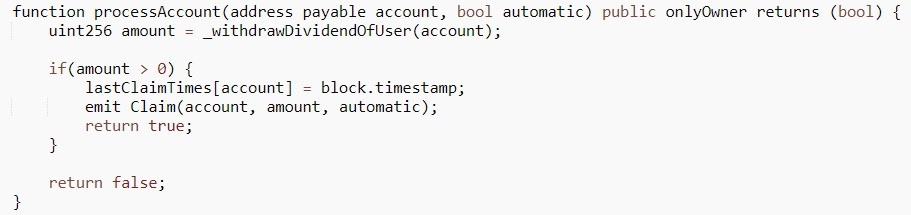 function processAccount(address payable account, bool automatic) public onlyOwner returns (bool) {
    uint256 amount = _withdrawDividendOfUser(account);

    if(amount > 0) {
        lastClaimTimes[account] = block.timestamp;
        emit Claim(account, amount, automatic);
        return true;
    }

    return false;
}